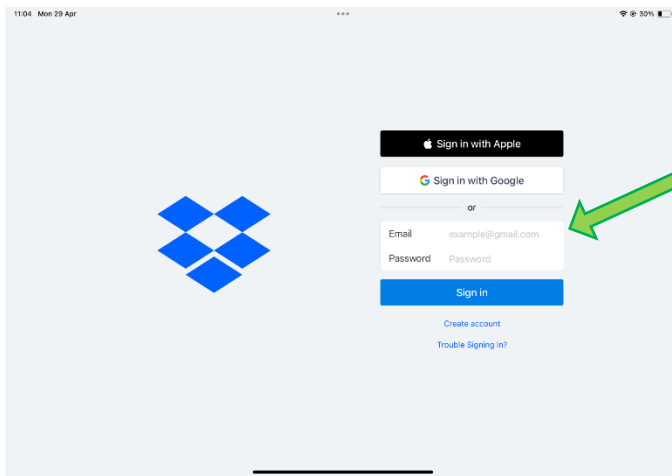 11:04 Mon 29 Apr
30%
Sign in with Apple
Sign in with Google
or
Email example@gmail.com
Password Password
Sign in
Create account
Trouble Signing In?